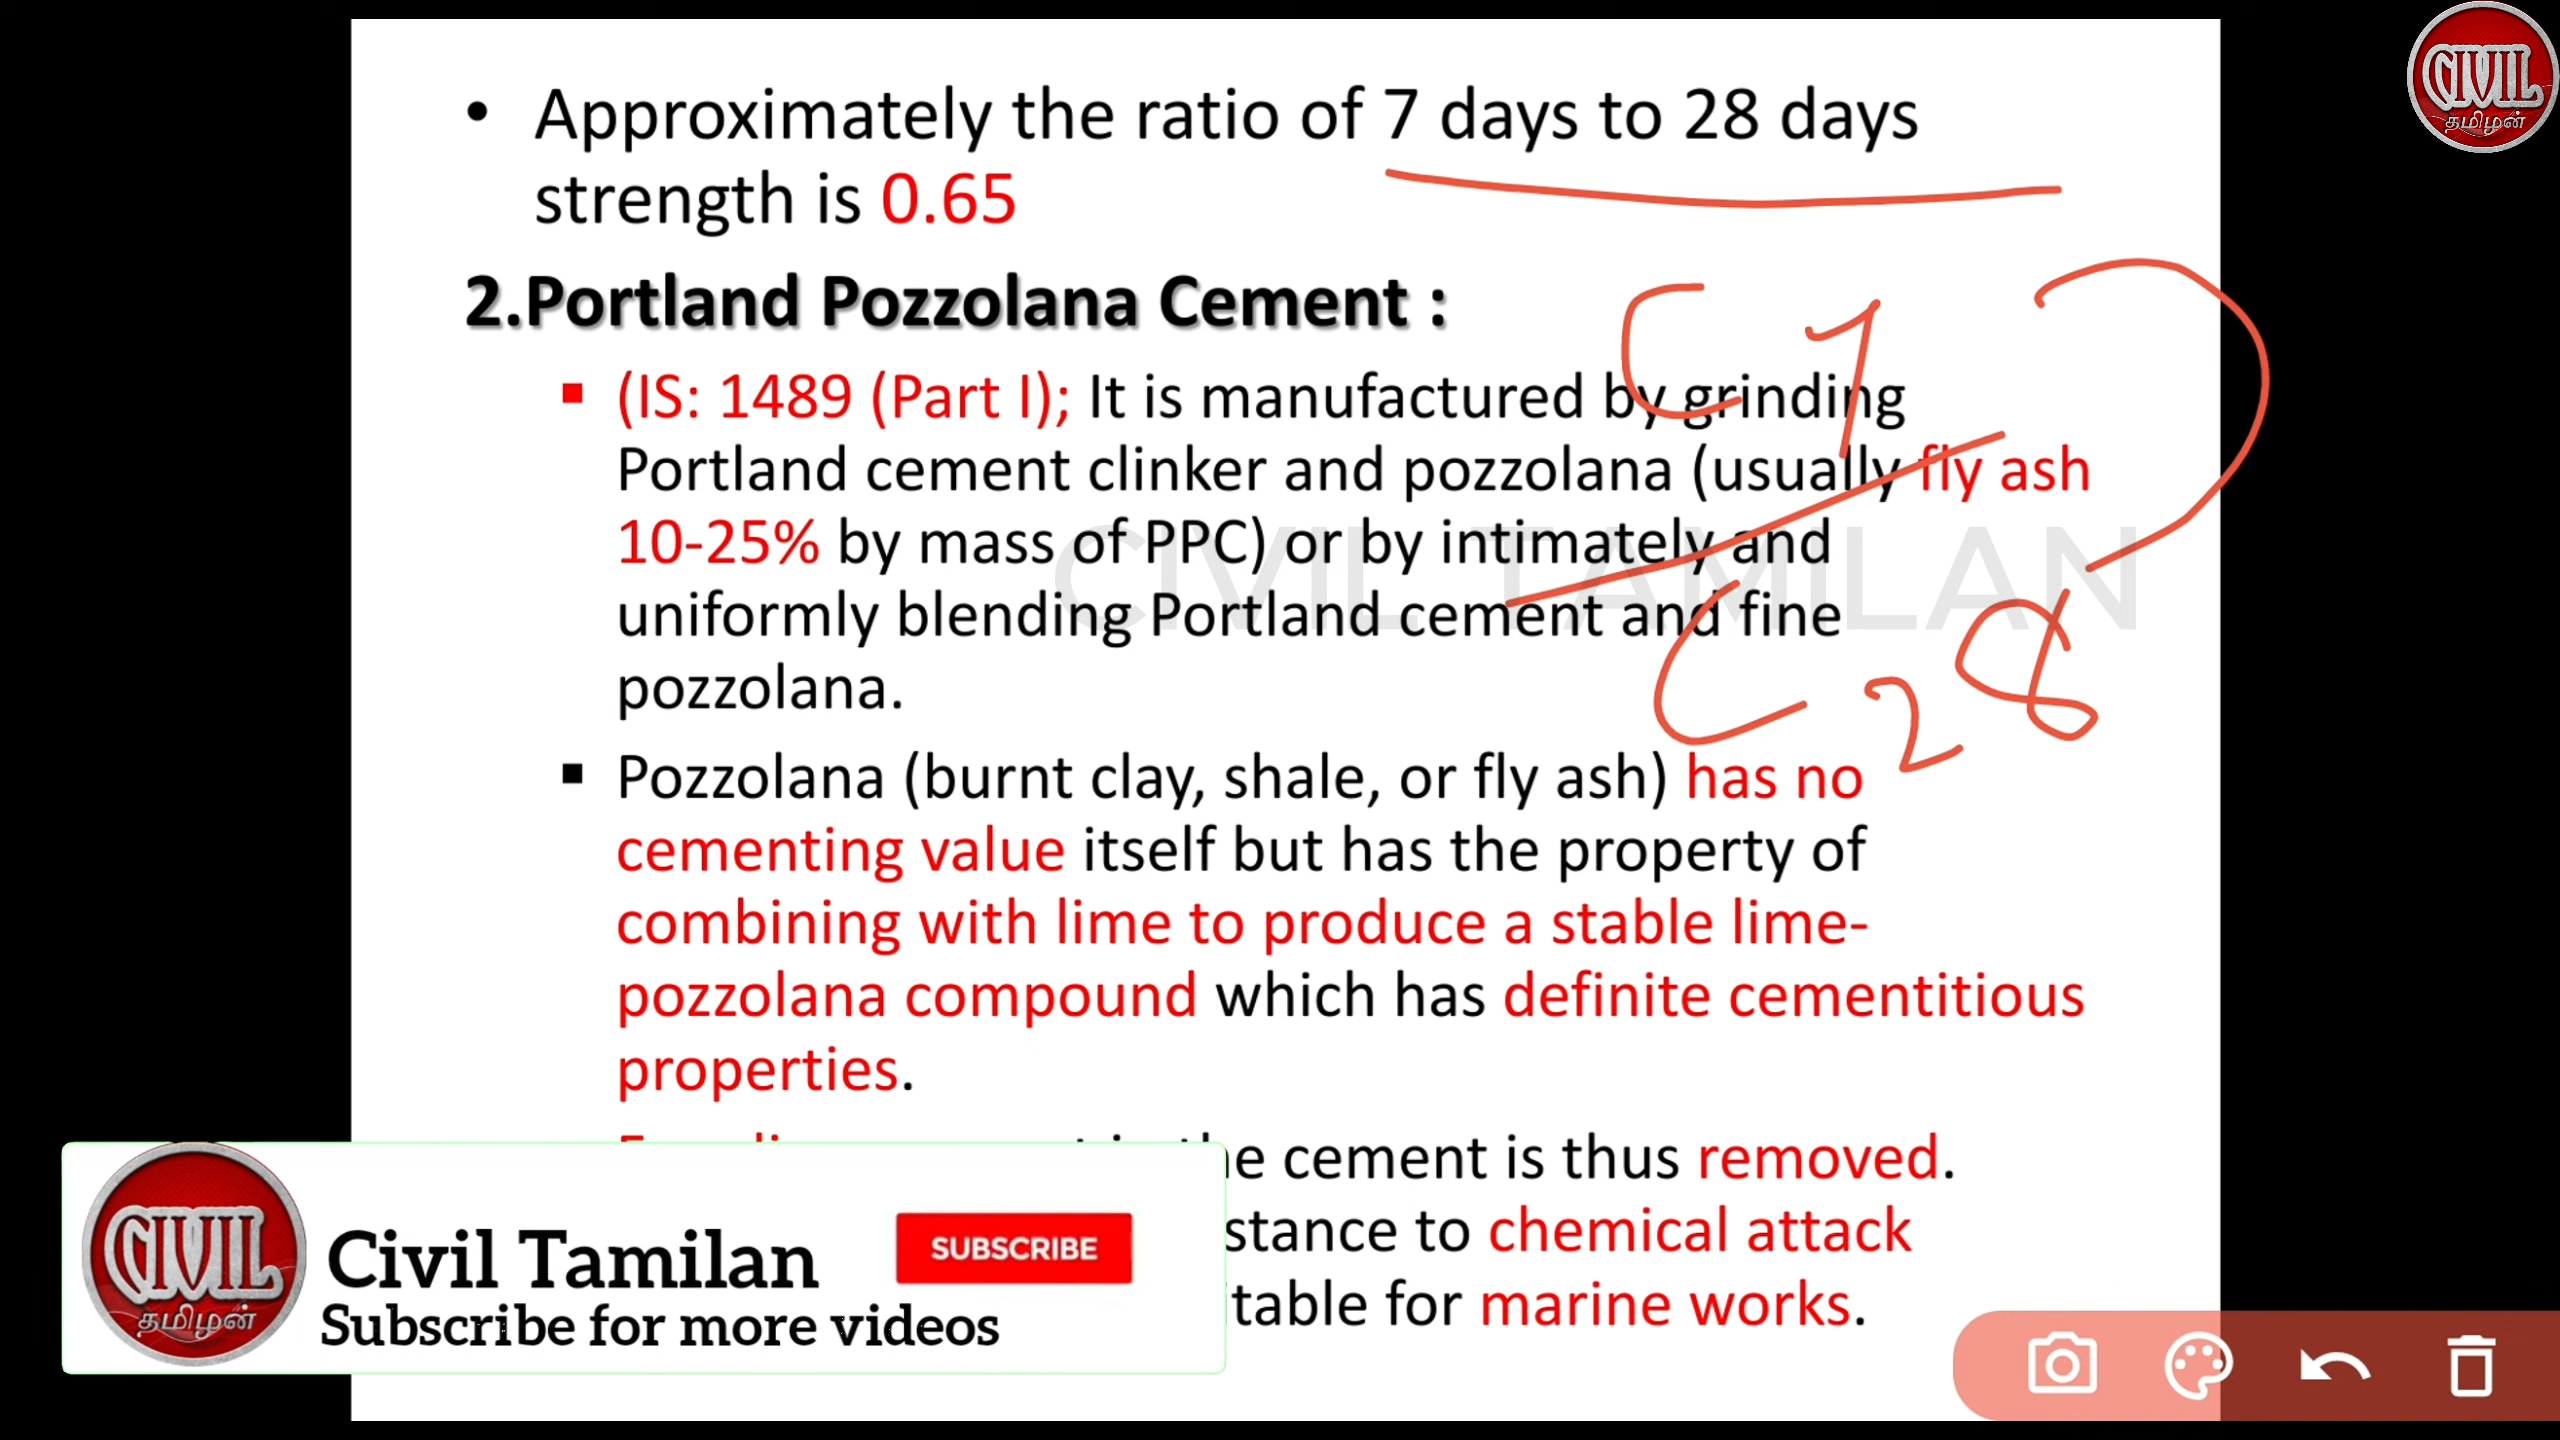 CIVIL
தமிழன்
• Approximately the ratio of 7 days to 28 days
strength is 0.65
2.Portland Pozzolana Cement :
▪ (IS: 1489 (Part I); It is manufactured by grinding
Portland cement clinker and pozzolana (usually fly ash
10-25% by mass of PPC) or by intimately and
uniformly blending Portland cement and fine
pozzolana.
C 7
C 28
CIVIL TAMILAN
▪ Pozzolana (burnt clay, shale, or fly ash) has no
cementing value itself but has the property of
combining with lime to produce a stable lime-
pozzolana compound which has definite cementitious
properties.
cement is thus removed.
to chemical attack
for marine works.
CIVIL
தமிழன்
Civil Tamilan
SUBSCRIBE
Subscribe for more videos